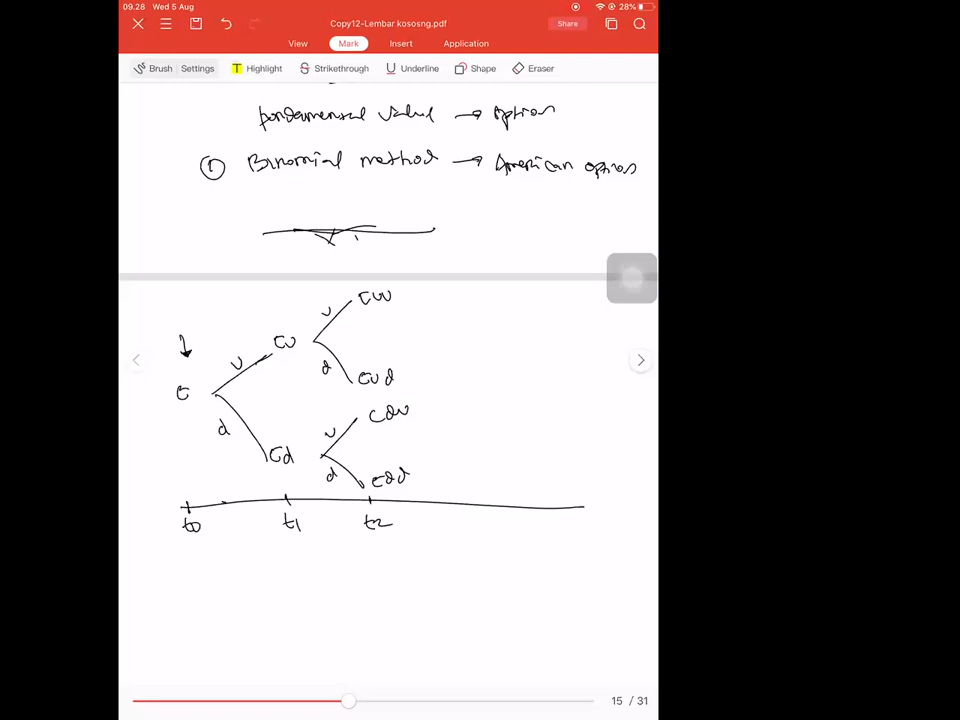 09.28 Wed 5 Aug
28%
Copy12-Lembar kososng.pdf
Share
View Mark Insert Application
Brush Settings T Highlight S Strikethrough U Underline Shape Eraser
fondamental value → option
① Binomial method → American option
Cuu
u
Cu
u d
C Cud
Cdu
d u
Cd
d Cdd
t0 t1 t2
15 / 31